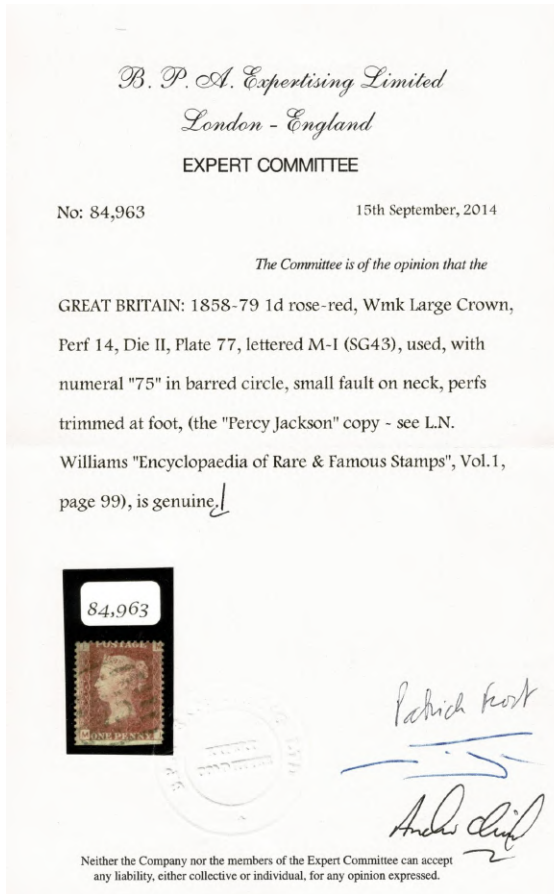 B. P. A. Expertising Limited
London - England
EXPERT COMMITTEE
No: 84,963 15th September, 2014
The Committee is of the opinion that the
GREAT BRITAIN: 1858-79 1d rose-red, Wmk Large Crown,
Perf 14, Die II, Plate 77, lettered M-I (SG43), used, with
numeral "75" in barred circle, small fault on neck, perfs
trimmed at foot, (the "Percy Jackson" copy - see L.N.
Williams "Encyclopaedia of Rare & Famous Stamps", Vol.1,
page 99), is genuine.
84,963
POSTAGE
M ONE PENNY
Patrick Frost
Neither the Company nor the members of the Expert Committee can accept
any liability, either collective or individual, for any opinion expressed.